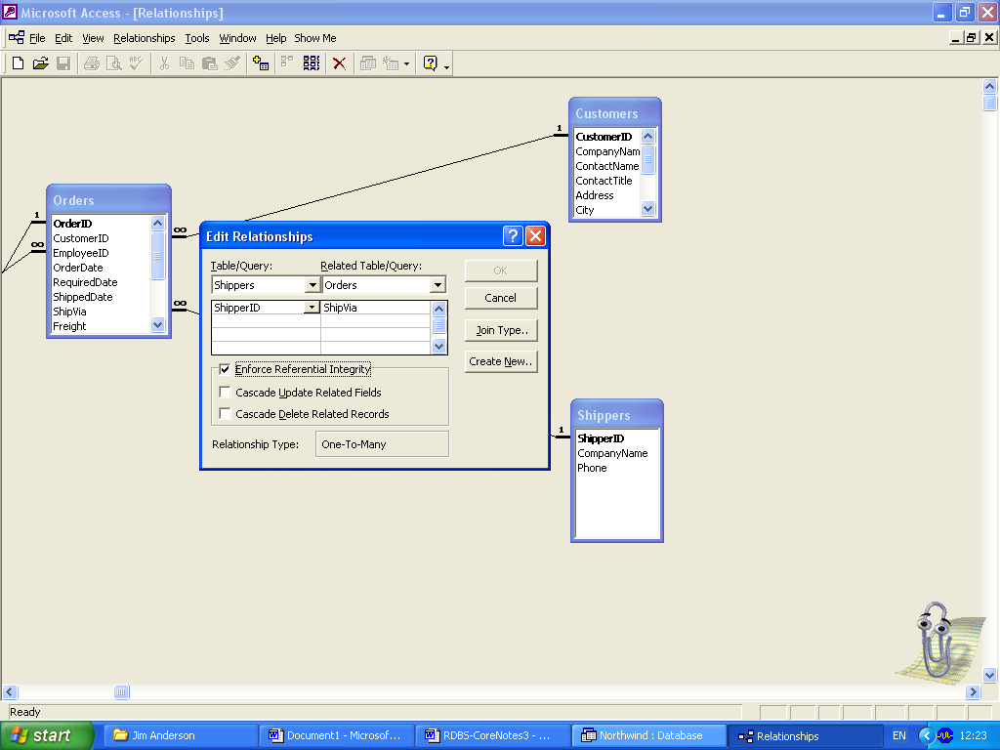 Microsoft Access - [Relationships]
File Edit View Relationships Tools Window Help Show Me
Customers
1
CustomerID
CompanyNam
ContactName
ContactTitle
Address
City
Orders
1
∞
∞
∞
OrderID
CustomerID
EmployeeID
OrderDate
RequiredDate
ShippedDate
ShipVia
Freight
Edit Relationships
Table/Query: Related Table/Query:
Shippers Orders
ShipperID ShipVia
Enforce Referential Integrity
Cascade Update Related Fields
Cascade Delete Related Records
Relationship Type: One-To-Many
OK
Cancel
Join Type..
Create New..
1
Shippers
ShipperID
CompanyName
Phone
Ready
start Jim Anderson Document1 - Microsof... RDBS-CoreNotes3 - ... Northwind : Database Relationships EN 12:23